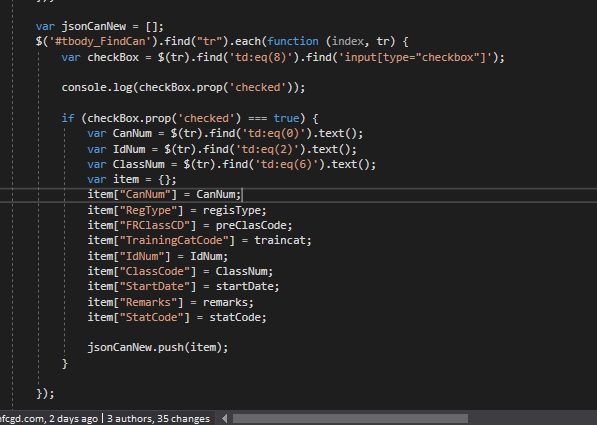 var jsonCanNew = [];
$('#tbody_FindCan').find("tr").each(function (index, tr) {
var checkBox = $(tr).find('td:eq(8)').find('input[type="checkbox"]');
console.log(checkBox.prop('checked'));
if (checkBox.prop('checked') === true) {
var CanNum = $(tr).find('td:eq(0)').text();
var IdNum = $(tr).find('td:eq(2)').text();
var ClassNum = $(tr).find('td:eq(6)').text();
var item = {};
item["CanNum"] = CanNum;
item["RegType"] = regisType;
item["FRClassCD"] = preClasCode;
item["TrainingCatCode"] = traincat;
item["IdNum"] = IdNum;
item["ClassCode"] = ClassNum;
item["StartDate"] = startDate;
item["Remarks"] = remarks;
item["StatCode"] = statCode;
jsonCanNew.push(item);
}
});
nfcgd.com, 2 days ago | 3 authors, 35 changes